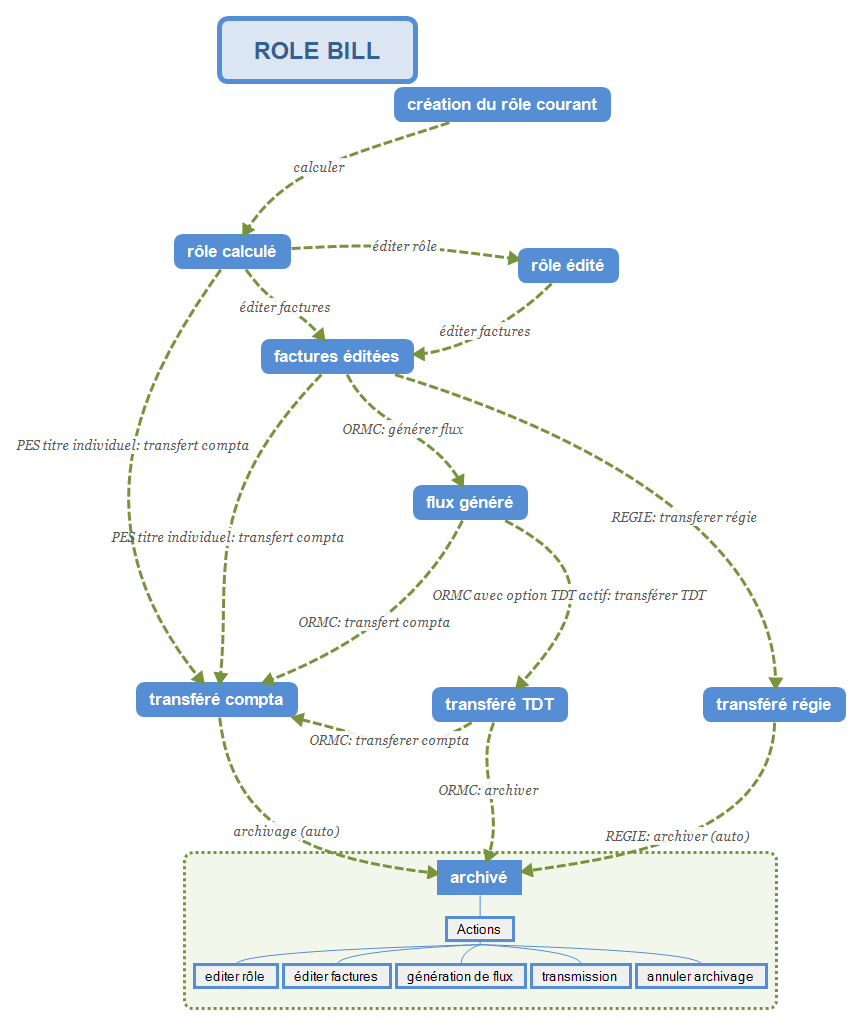 ROLE BILL
création du rôle courant
calculer
rôle calculé
éditer rôle
rôle édité
éditer factures
éditer factures
factures éditées
ORMC: générer flux
PES titre individuel: transfert compta
flux généré
REGIE: transferer régie
PES titre individuel: transfert compta
ORMC avec option TDT actif: transférer TDT
ORMC: transfert compta
transféré compta
transféré TDT
transféré régie
ORMC: transferer compta
ORMC: archiver
archivage (auto)
REGIE: archiver (auto)
archivé
Actions
editer rôle
éditer factures
génération de flux
transmission
annuler archivage